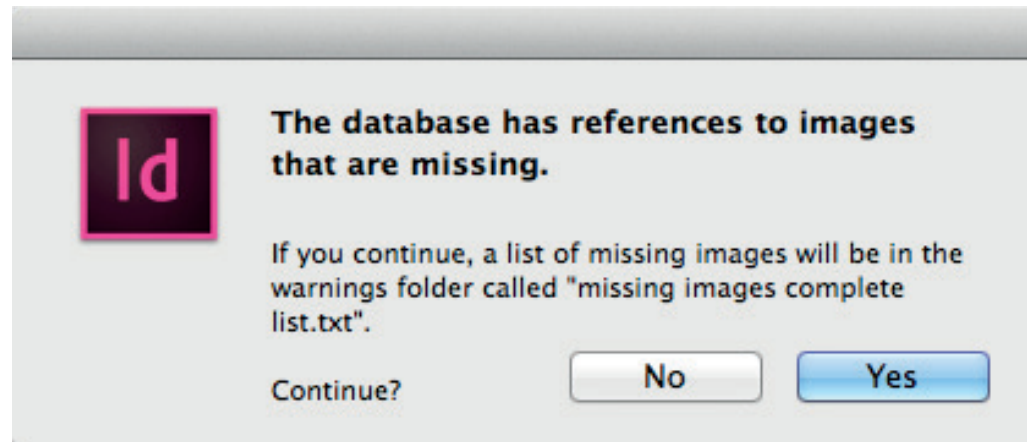 Id
The database has references to images
that are missing.
If you continue, a list of missing images will be in the
warnings folder called "missing images complete
list.txt".
Continue?
No
Yes